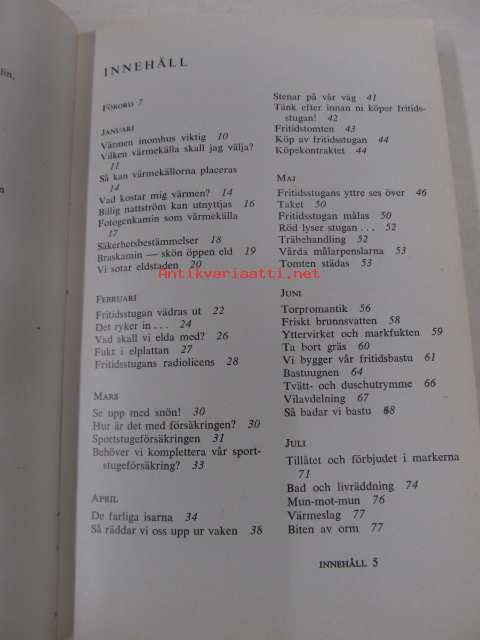 lin,
n
INNEHÅLL
FÖRORD 7
JANUARI
Värmen inomhus viktig 10
Vilken värmekälla skall jag välja?
11
Så kan värmekällorna placeras
14
Vad kostar mig värmen? 14
Billig nattström kan utnyttjas 16
Fotogenkamin som värmekälla
17
Säkerhetsbestämmelser 18
Braskamin — skön öppen eld 19
Vi sotar eldstaden 20
FEBRUARI
Fritidsstugan vädras ut 22
Det ryker in . . . 24
Vad skall vi elda med? 26
Fukt i elplattan 27
Fritidsstugans radiolicens 28
MARS
Se upp med snön! 30
Hur är det med försäkringen? 30
Sportstugeförsäkringen 31
Behöver vi komplettera vår sport-
stugeförsäkring? 33
APRIL
De farliga isarna 34
Så räddar vi oss upp ur vaken 38
Stenar på vår väg 41
Tänk efter innan ni köper fritids-
stugan! 42
Fritidstomten 43
Köp av fritidsstugan 44
Köpekontraktet 44
MAJ
Fritidsstugans yttre ses över 46
Taket 50
Fritidsstugan målas 50
Röd lyser stugan . . . 52
Träbehandling 52
Vårda målarpenslarna 53
Tomten städas 53
JUNI
Torpromantik 56
Friskt brunnsvatten 58
Yttervirket och markfukten 59
Ta bort gräs 60
Vi bygger vår fritidsbastu 61
Bastuugnen 64
Tvätt- och duschutrymme 66
Vilavdelning 67
Så badar vi bastu 68
JULI
Tillåtet och förbjudet i markerna
71
Bad och livräddning 74
Mun-mot-mun 76
Värmeslag 77
Biten av orm 77
INNEHÅLL 5
Antikvariaatti.net